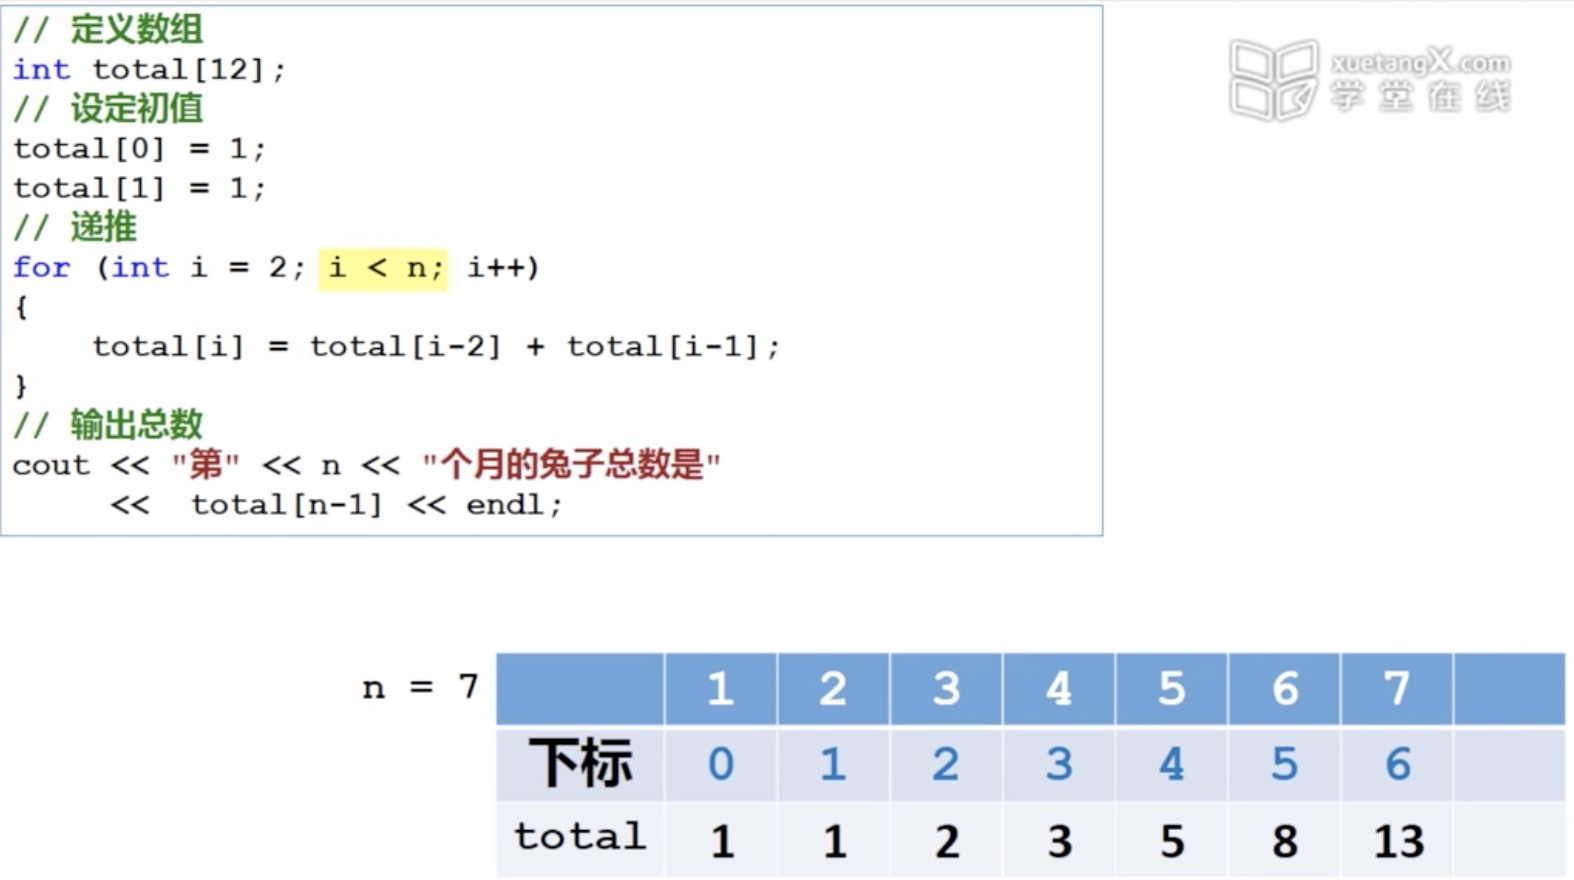 // 定义数组
int total[12];
// 设定初值
total[0] = 1;
total[1] = 1;
// 递推
for (int i = 2; i < n; i++)
{
    total[i] = total[i-2] + total[i-1];
}
// 输出总数
cout << "第" << n << "个月的兔子总数是"
     <<  total[n-1] << endl;
xuetangX.com
学堂在线
n = 7
1 2 3 4 5 6 7
下标 0 1 2 3 4 5 6
total 1 1 2 3 5 8 13